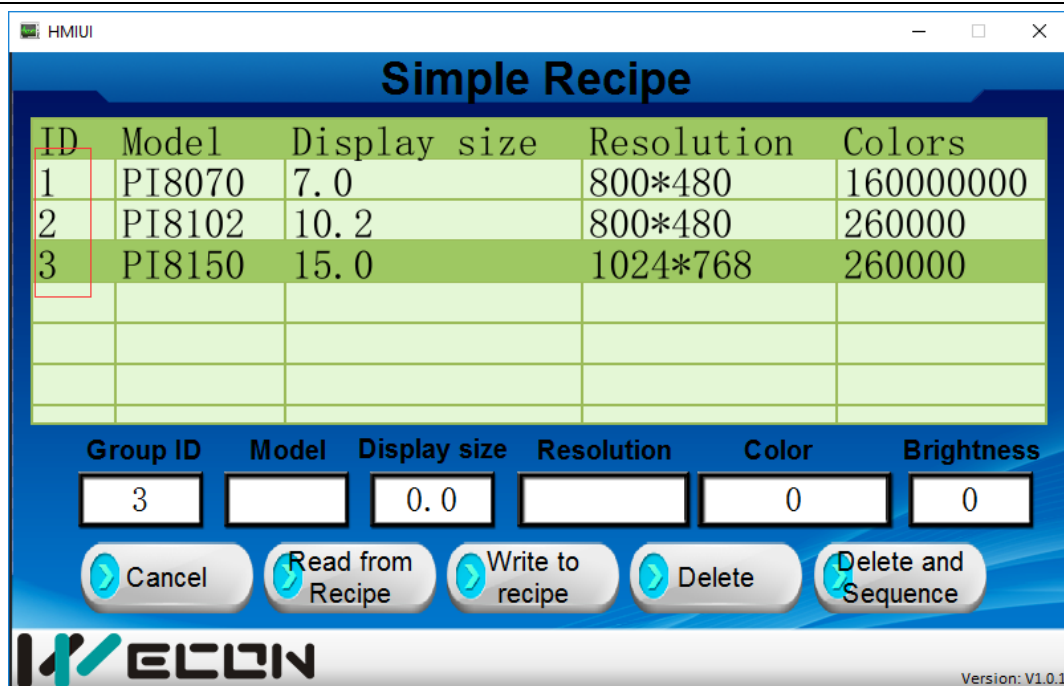 HMIUI
Simple Recipe
ID Model Display size Resolution Colors
1 PI8070 7.0 800*480 160000000
2 PI8102 10.2 800*480 260000
3 PI8150 15.0 1024*768 260000
Group ID Model Display size Resolution Color Brightness
3 0.0 0 0
Cancel Read from Recipe Write to recipe Delete Delete and Sequence
WECON
Version: V1.0.1